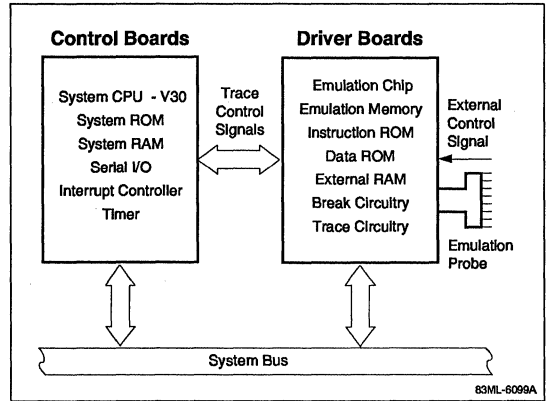 Control Boards
Driver Boards
System CPU - V30
System ROM
System RAM
Serial I/O
Interrupt Controller
Timer
Trace
Control
Signals
Emulation Chip
Emulation Memory
Instruction ROM
Data ROM
External RAM
Break Circuitry
Trace Circuitry
External
Control
Signal
Emulation
Probe
System Bus
83ML-6099A